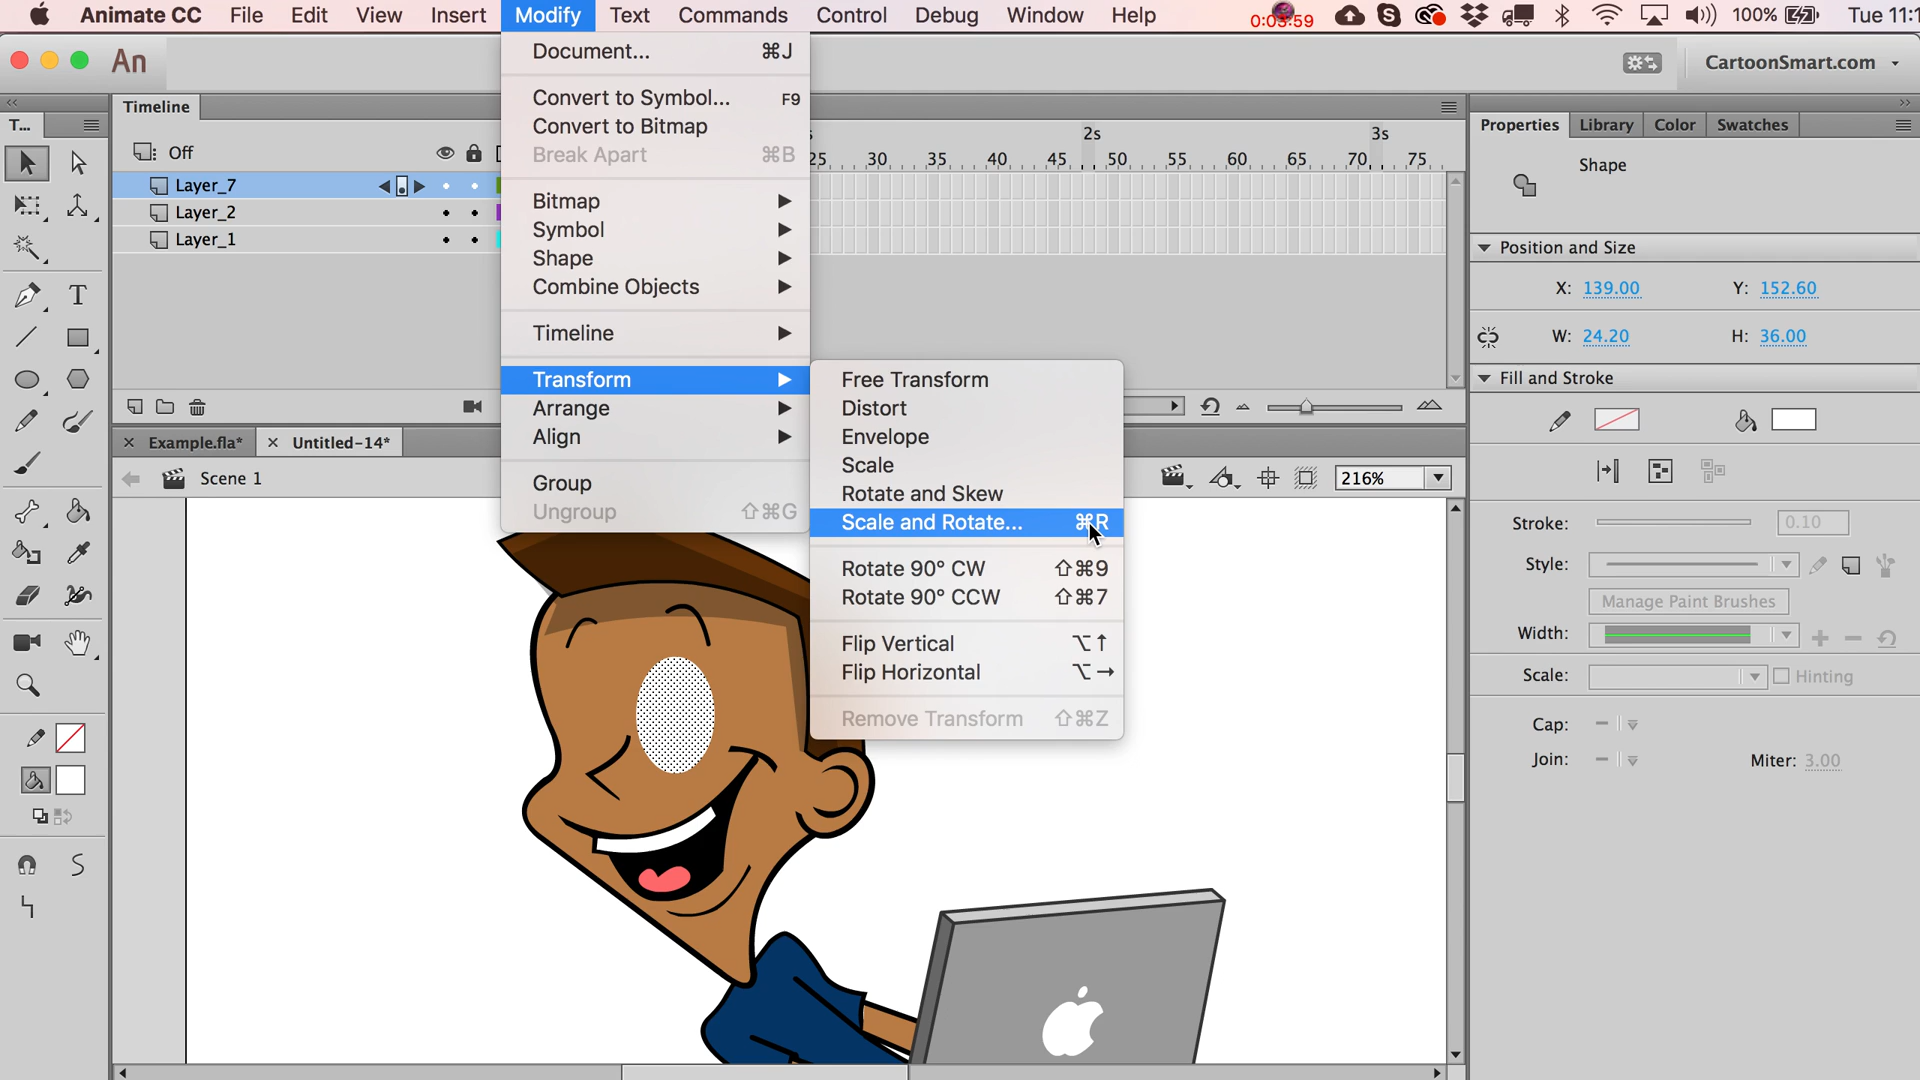 Animate CC File Edit View Insert Modify Text Commands Control Debug Window Help 0:03:59 100% Tue 11:1
An CartoonSmart.com
Document... ⌘J
Convert to Symbol... F9
Convert to Bitmap
Break Apart ⌘B
Bitmap
Symbol
Shape
Combine Objects
Timeline
Transform
Arrange
Align
Group
Ungroup ⇧⌘G
Free Transform
Distort
Envelope
Scale
Rotate and Skew
Scale and Rotate... ⌘R
Rotate 90° CW ⇧⌘9
Rotate 90° CCW ⇧⌘7
Flip Vertical ⌥↑
Flip Horizontal ⌥→
Remove Transform ⇧⌘Z
T...
Timeline
Off
2s 3s
25 30 35 40 45 50 55 60 65 70 75
Layer_7
Layer_2
Layer_1
Example.fla* Untitled-14*
Scene 1
216%
Properties Library Color Swatches
Shape
Position and Size
X: 139.00 Y: 152.60
W: 24.20 H: 36.00
Fill and Stroke
Stroke: 0.10
Style:
Manage Paint Brushes
Width:
Scale: Hinting
Cap:
Join: Miter: 3.00